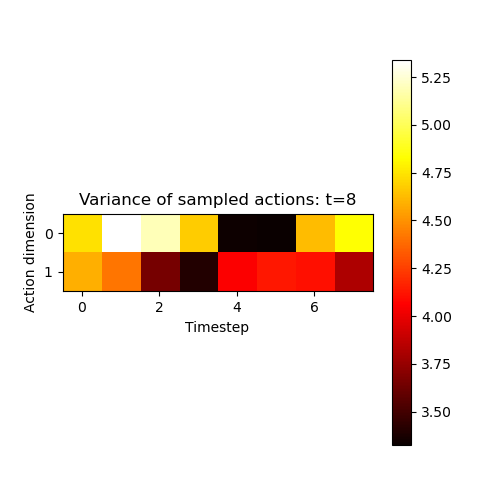 Variance of sampled actions: t=8
Action dimension
0
1
0 2 4 6
Timestep
5.25
5.00
4.75
4.50
4.25
4.00
3.75
3.50